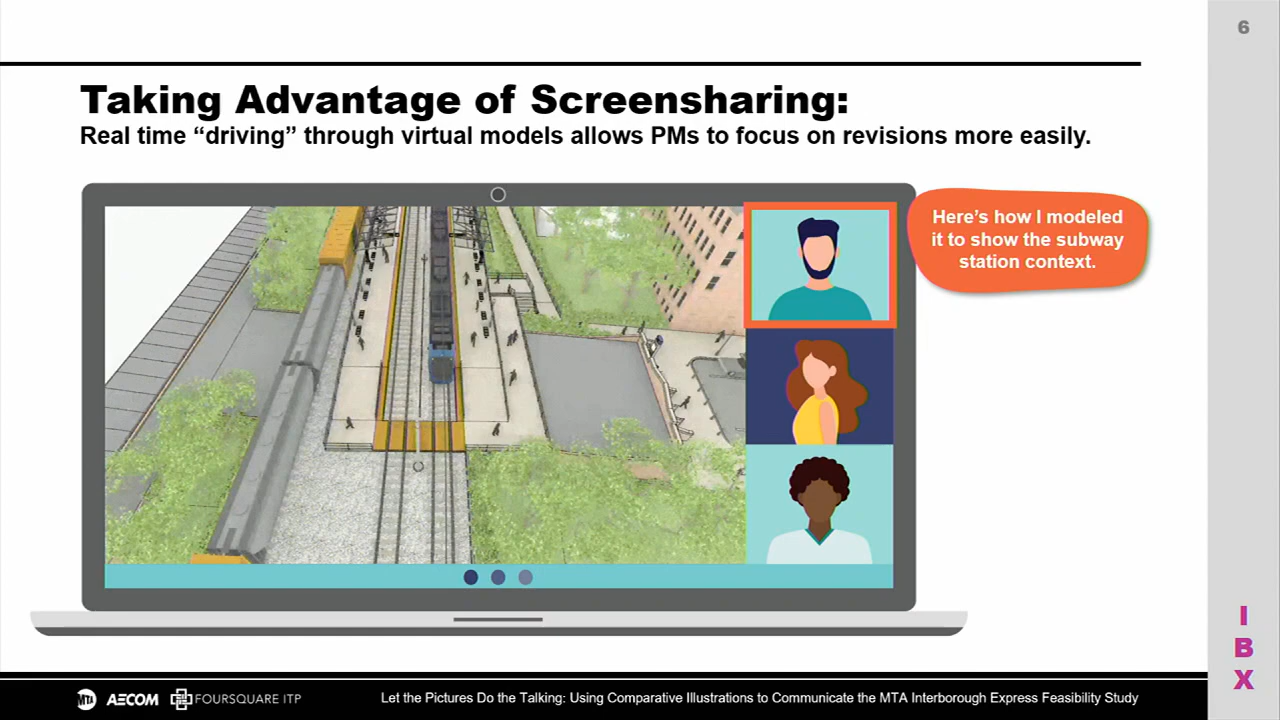 6
Taking Advantage of Screensharing:
Real time “driving” through virtual models allows PMs to focus on revisions more easily.
Here’s how I modeled
it to show the subway
station context.
I
B
X
MTA AECOM FOURSQUARE ITP Let the Pictures Do the Talking: Using Comparative Illustrations to Communicate the MTA Interborough Express Feasibility Study